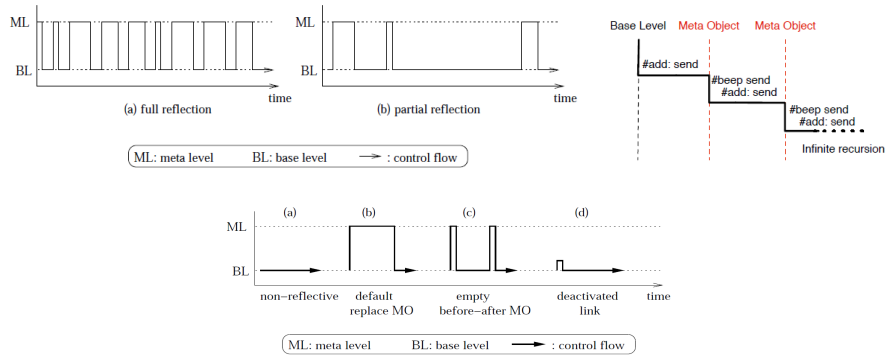 ML
BL
time
(a) full reflection
ML
BL
time
(b) partial reflection
ML: meta level BL: base level : control flow
Base Level Meta Object Meta Object
#add: send
#beep send
#add: send
#beep send
#add: send
Infinite recursion
(a) (b) (c) (d)
ML
BL
non−reflective default empty deactivated time
replace MO before−after MO link
ML: meta level BL: base level : control flow